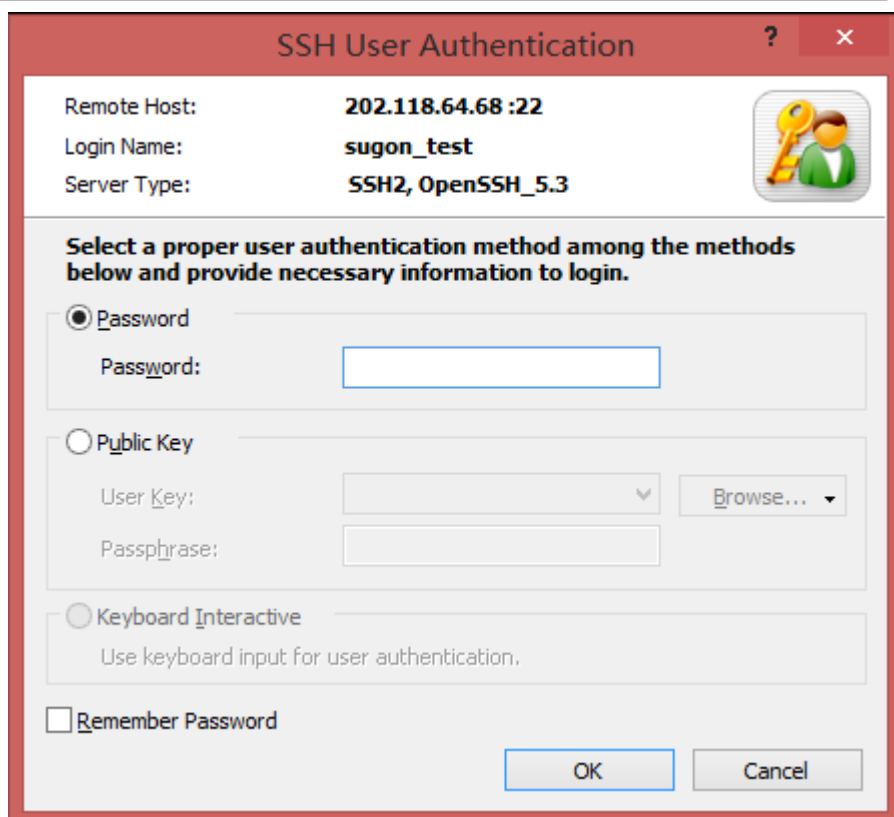 SSH User Authentication
? ×
Remote Host: 202.118.64.68 :22
Login Name: sugon_test
Server Type: SSH2, OpenSSH_5.3
Select a proper user authentication method among the methods
below and provide necessary information to login.
Password
Password:
Public Key
User Key:
Browse...
Passphrase:
Keyboard Interactive
Use keyboard input for user authentication.
Remember Password
OK Cancel